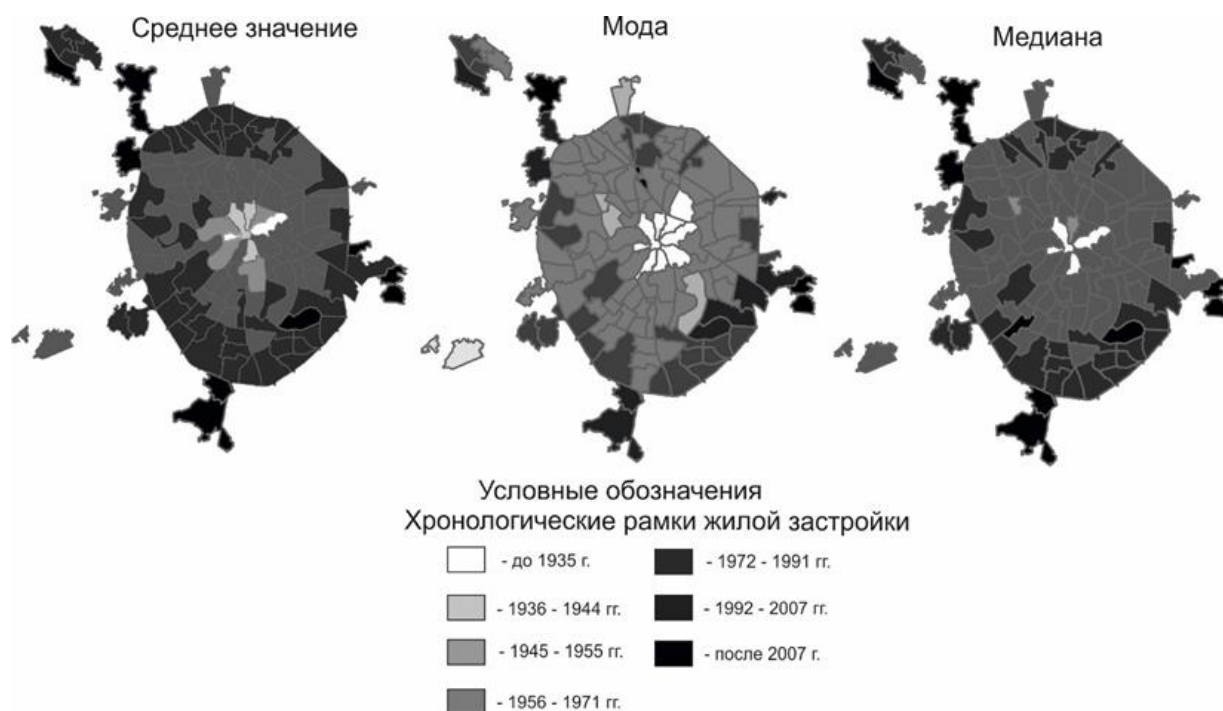 Среднее значение
Мода
Медиана
Условные обозначения
Хронологические рамки жилой застройки
- до 1935 г.
- 1936 - 1944 гг.
- 1945 - 1955 гг.
- 1956 - 1971 гг.
- 1972 - 1991 гг.
- 1992 - 2007 гг.
- после 2007 г.